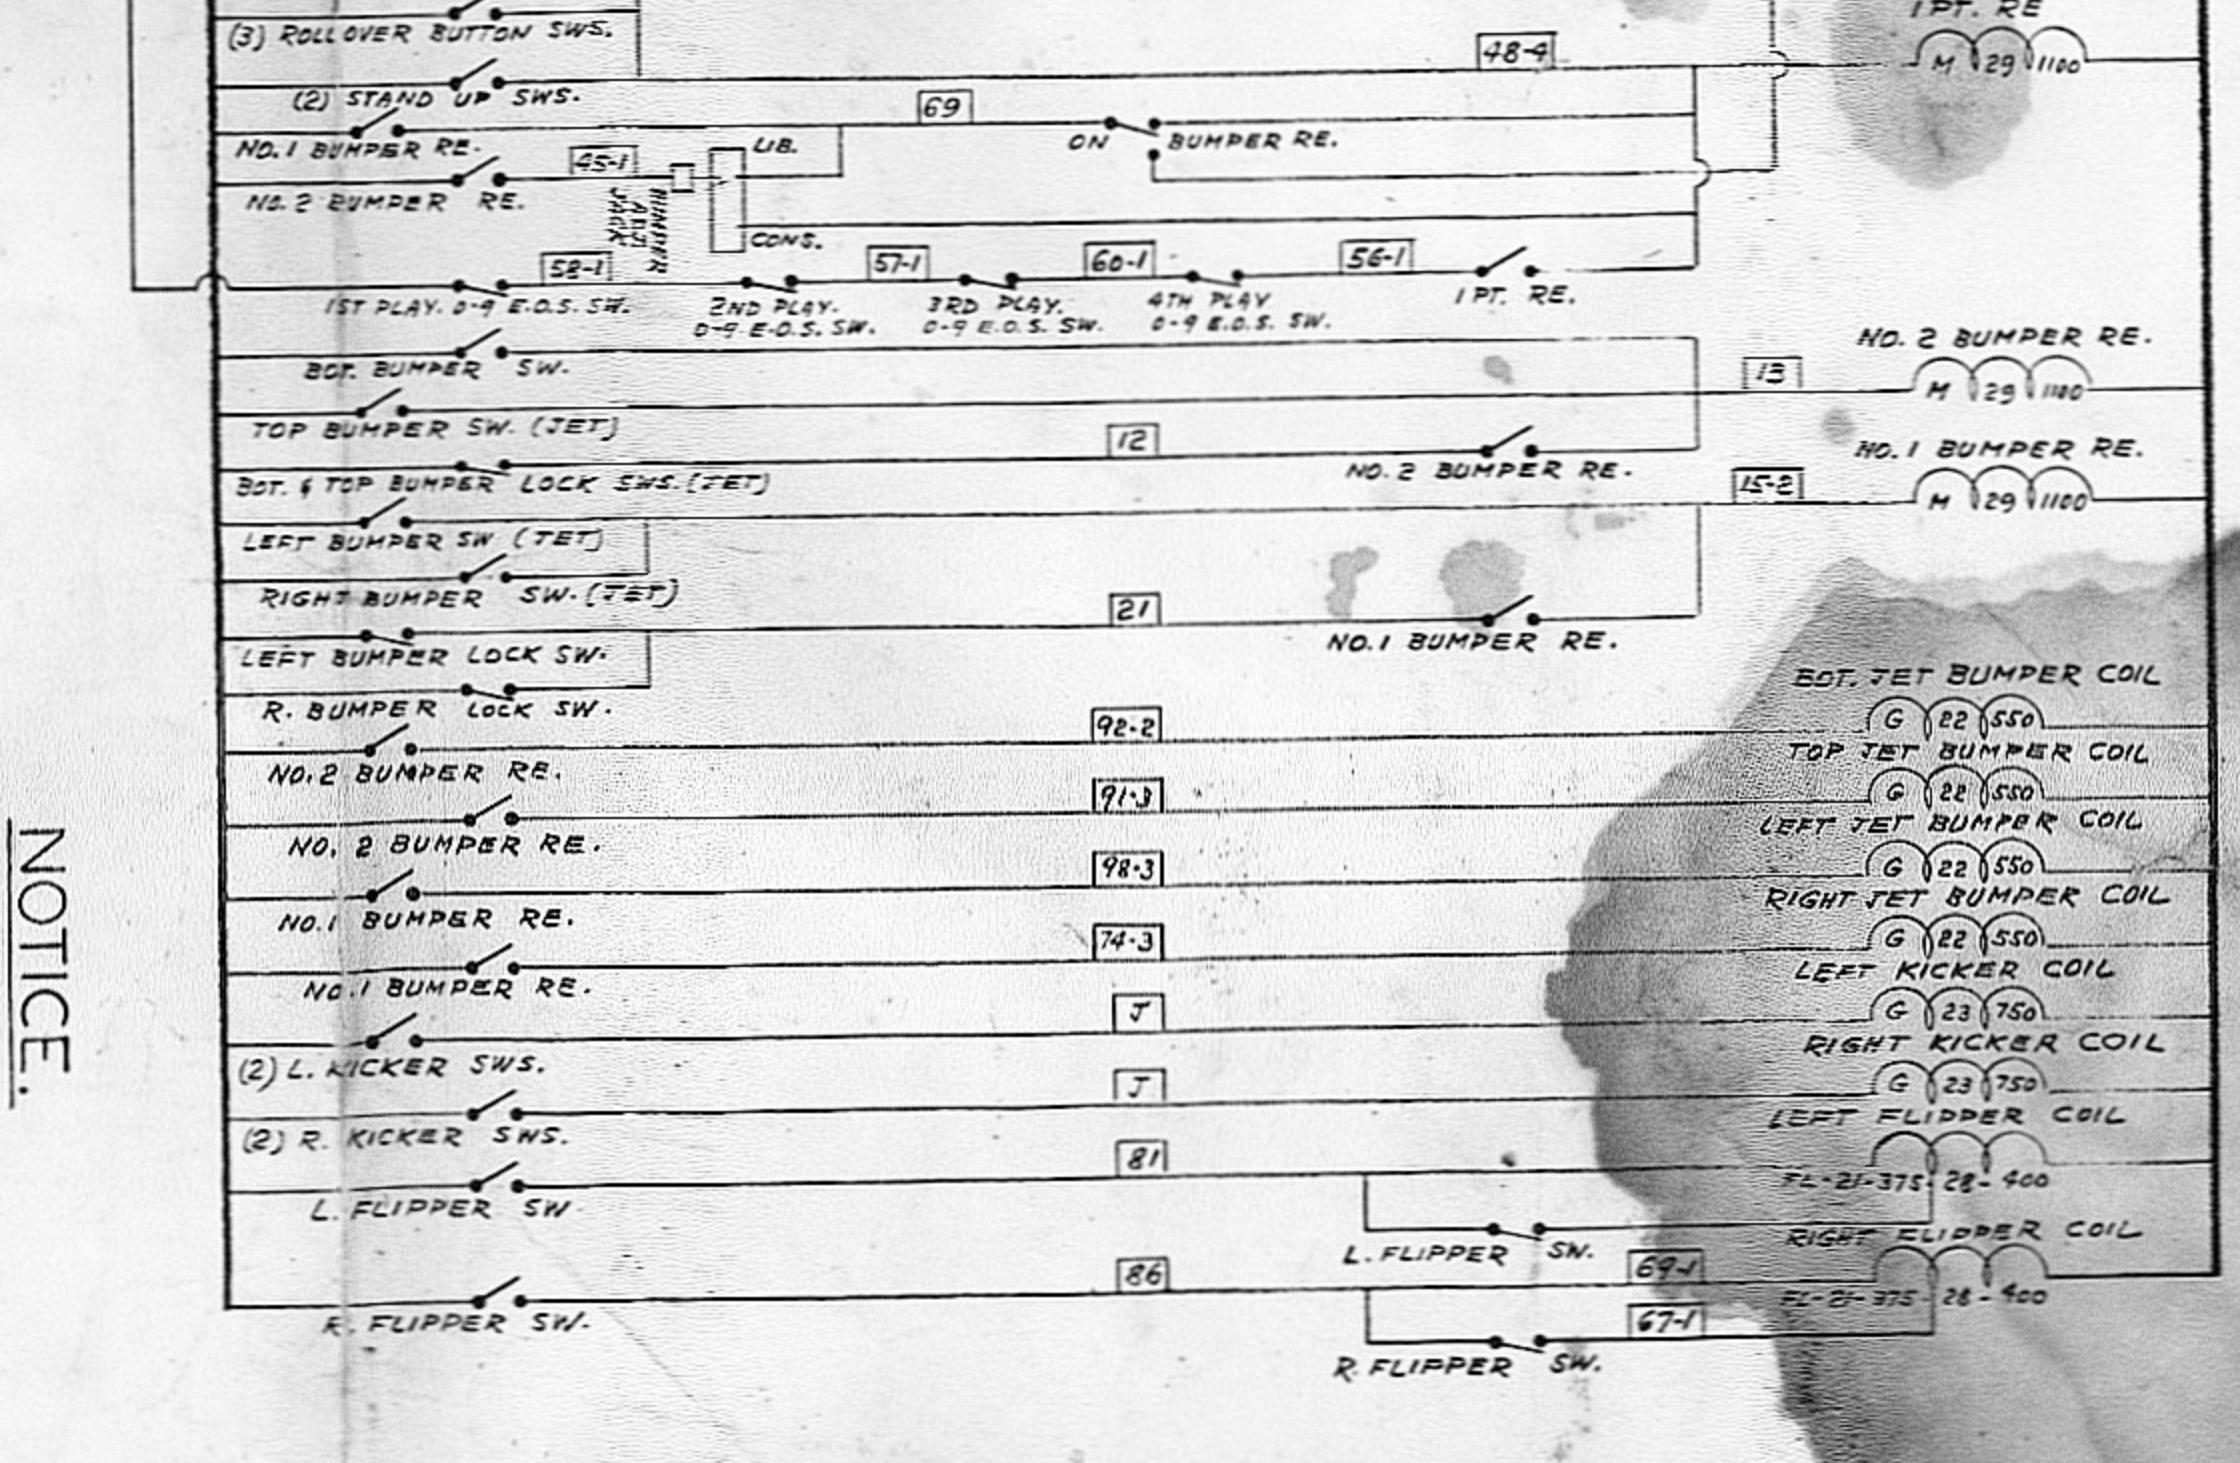 1 PT. RE
(3) ROLLOVER BUTTON SWS.
48-4
M 29 1100
(2) STAND UP SWS.
69
NO. 1 BUMPER RE.
LIB.
ON BUMPER RE.
45-1
NO. 2 BUMPER RE.
BUMPER
ADJ.
JACK
CONS.
58-1
57-1
60-1
56-1
1ST PLAY. 0-9 E.O.S. SW.
2ND PLAY.
0-9 E.O.S. SW.
3RD PLAY.
0-9 E.O.S. SW.
4TH PLAY
0-9 E.O.S. SW.
1 PT. RE.
NO. 2 BUMPER RE.
BOT. BUMPER SW.
13
M 29 1100
TOP BUMPER SW. (JET)
12
NO. 1 BUMPER RE.
NO. 2 BUMPER RE.
BOT. & TOP BUMPER LOCK SWS. (JET)
15-2
M 29 1100
LEFT BUMPER SW (JET)
RIGHT BUMPER SW. (JET)
21
NO. 1 BUMPER RE.
LEFT BUMPER LOCK SW.
BOT. JET BUMPER COIL
R. BUMPER LOCK SW.
92-2
G 22 550
NO. 2 BUMPER RE.
TOP JET BUMPER COIL
91-3
G 22 550
NO. 2 BUMPER RE.
LEFT JET BUMPER COIL
98-3
G 22 550
NO. 1 BUMPER RE.
RIGHT JET BUMPER COIL
74-3
G 22 550
NO. 1 BUMPER RE.
LEFT KICKER COIL
J
G 23 750
(2) L. KICKER SWS.
RIGHT KICKER COIL
J
G 23 750
(2) R. KICKER SWS.
LEFT FLIPPER COIL
81
FL-21-375-28-400
L. FLIPPER SW
L. FLIPPER SW.
RIGHT FLIPPER COIL
86
69-1
FL-21-375-28-400
R. FLIPPER SW.
67-1
R. FLIPPER SW.
NOTICE.